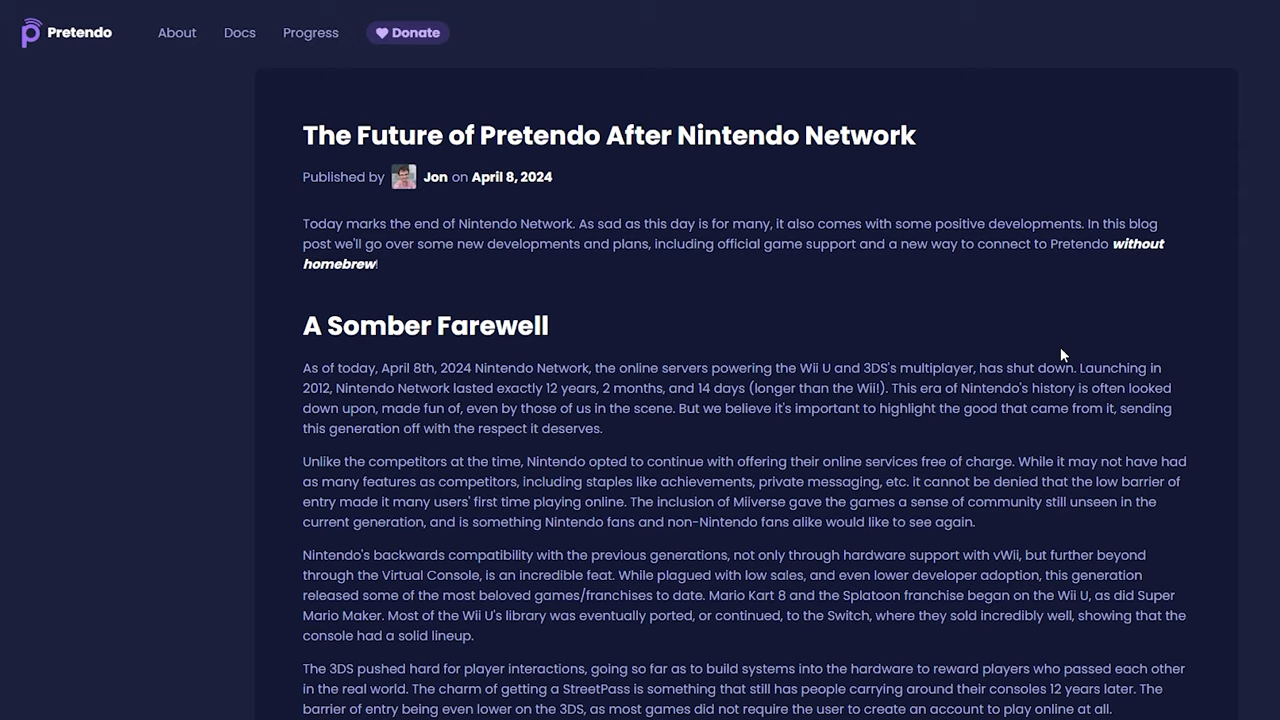 Pretendo About Docs Progress Donate
The Future of Pretendo After Nintendo Network
Published by Jon on April 8, 2024
Today marks the end of Nintendo Network. As sad as this day is for many, it also comes with some positive developments. In this blog
post we'll go over some new developments and plans, including official game support and a new way to connect to Pretendo without
homebrew!
A Somber Farewell
As of today, April 8th, 2024 Nintendo Network, the online servers powering the Wii U and 3DS's multiplayer, has shut down. Launching in
2012, Nintendo Network lasted exactly 12 years, 2 months, and 14 days (longer than the Wii!). This era of Nintendo's history is often looked
down upon, made fun of, even by those of us in the scene. But we believe it's important to highlight the good that came from it, sending
this generation off with the respect it deserves.
Unlike the competitors at the time, Nintendo opted to continue with offering their online services free of charge. While it may not have had
as many features as competitors, including staples like achievements, private messaging, etc. it cannot be denied that the low barrier of
entry made it many users' first time playing online. The inclusion of Miiverse gave the games a sense of community still unseen in the
current generation, and is something Nintendo fans and non-Nintendo fans alike would like to see again.
Nintendo's backwards compatibility with the previous generations, not only through hardware support with vWii, but further beyond
through the Virtual Console, is an incredible feat. While plagued with low sales, and even lower developer adoption, this generation
released some of the most beloved games/franchises to date. Mario Kart 8 and the Splatoon franchise began on the Wii U, as did Super
Mario Maker. Most of the Wii U's library was eventually ported, or continued, to the Switch, where they sold incredibly well, showing that the
console had a solid lineup.
The 3DS pushed hard for player interactions, going so far as to build systems into the hardware to reward players who passed each other
in the real world. The charm of getting a StreetPass is something that still has people carrying around their consoles 12 years later. The
barrier of entry being even lower on the 3DS, as most games did not require the user to create an account to play online at all.